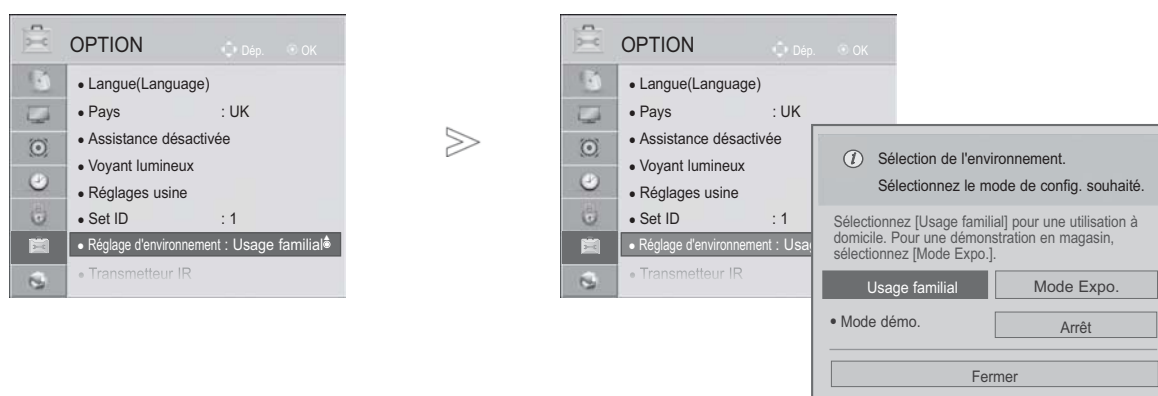 OPTION
Dép. OK
• Langue(Language)
• Pays : UK
• Assistance désactivée
• Voyant lumineux
• Réglages usine
• Set ID : 1
• Réglage d'environnement : Usage familial
• Transmetteur IR
OPTION
Dép. OK
• Langue(Language)
• Pays : UK
• Assistance désactivée
• Voyant lumineux
• Réglages usine
• Set ID : 1
• Réglage d'environnement : Usa
• Transmetteur IR
i Sélection de l'environnement.
Sélectionnez le mode de config. souhaité.
Sélectionnez [Usage familial] pour une utilisation à
domicile. Pour une démonstration en magasin,
sélectionnez [Mode Expo.].
Usage familial Mode Expo.
• Mode démo. Arrêt
Fermer